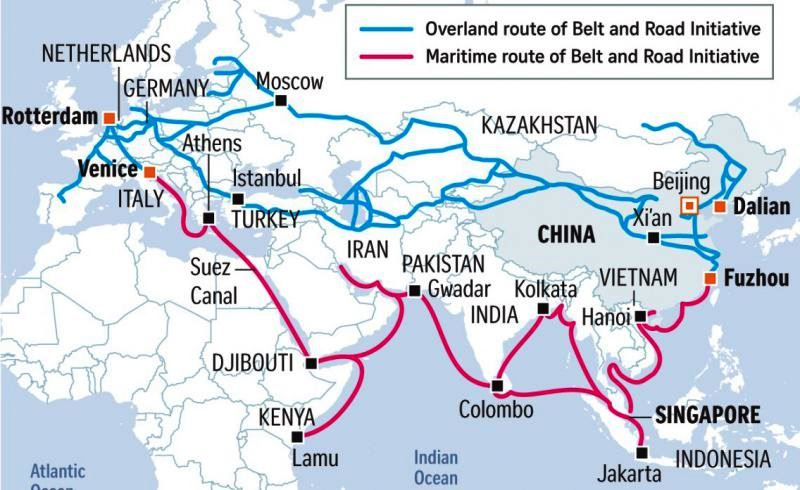 Overland route of Belt and Road Initiative
Maritime route of Belt and Road Initiative
NETHERLANDS
GERMANY
Moscow
Rotterdam
KAZAKHSTAN
Athens
Venice
Istanbul
Beijing
ITALY
TURKEY
Dalian
Xi'an
CHINA
IRAN
Suez
Canal
PAKISTAN
Gwadar
Kolkata
VIETNAM
Fuzhou
INDIA
Hanoi
DJIBOUTI
Colombo
KENYA
SINGAPORE
Lamu
INDONESIA
Jakarta
Atlantic
Ocean
Indian
Ocean